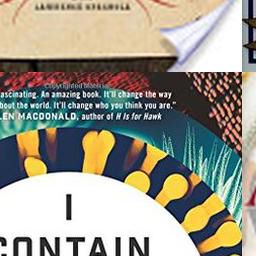 ascinating. An amazing book. It'll change the way
bout the world. It'll change who you think you are."
LEN MACDONALD, author of H Is for Hawk
I
CONTAIN